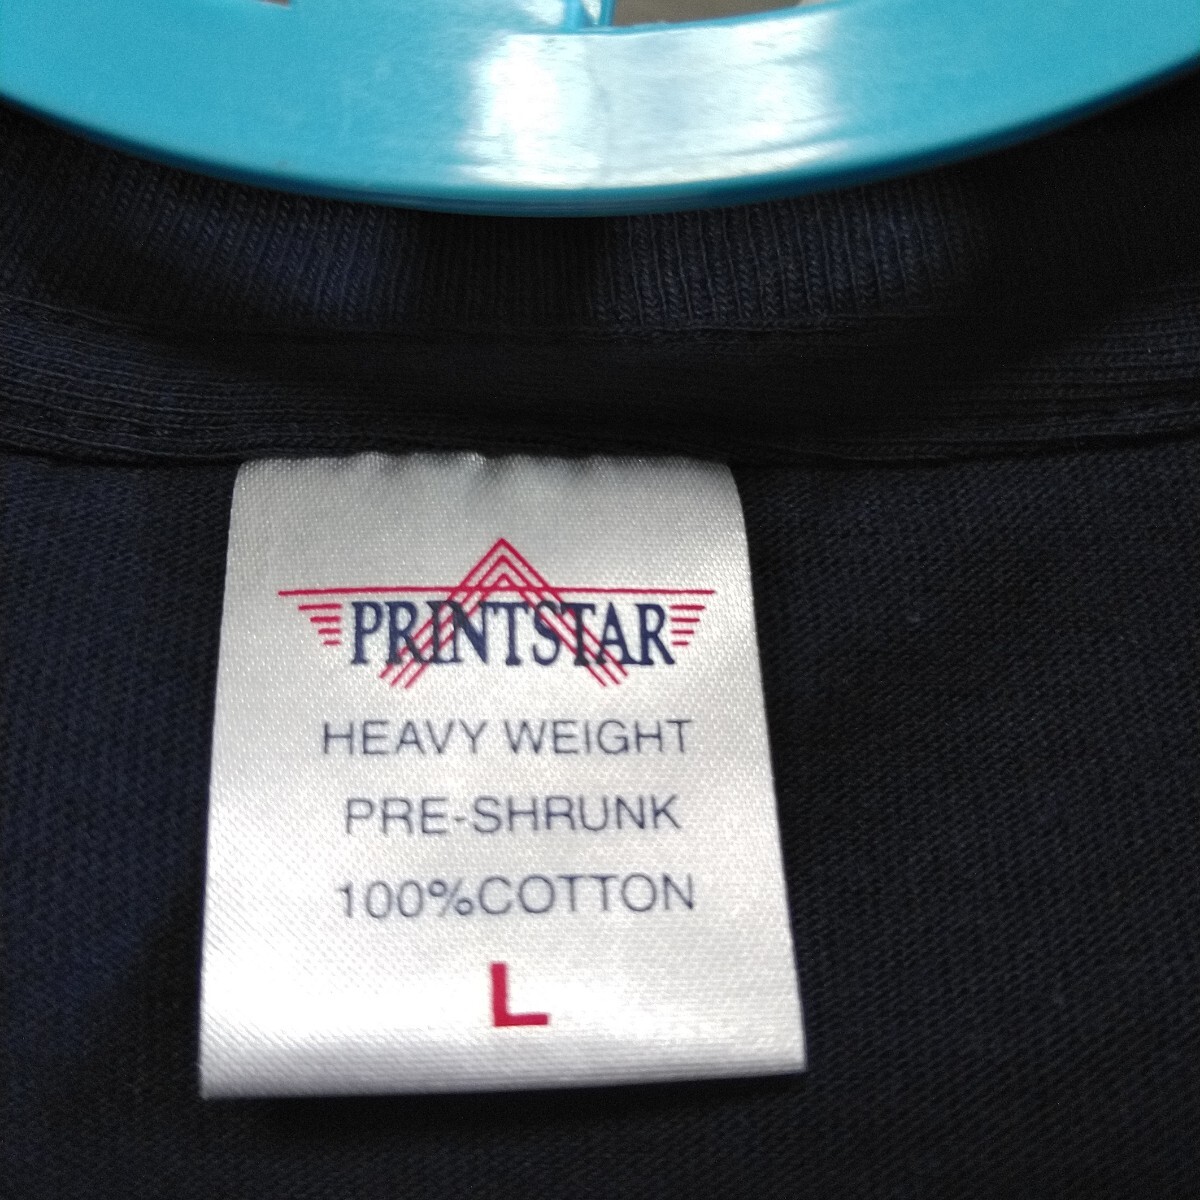 PRINTSTAR
HEAVY WEIGHT
PRE-SHRUNK
100%COTTON
L